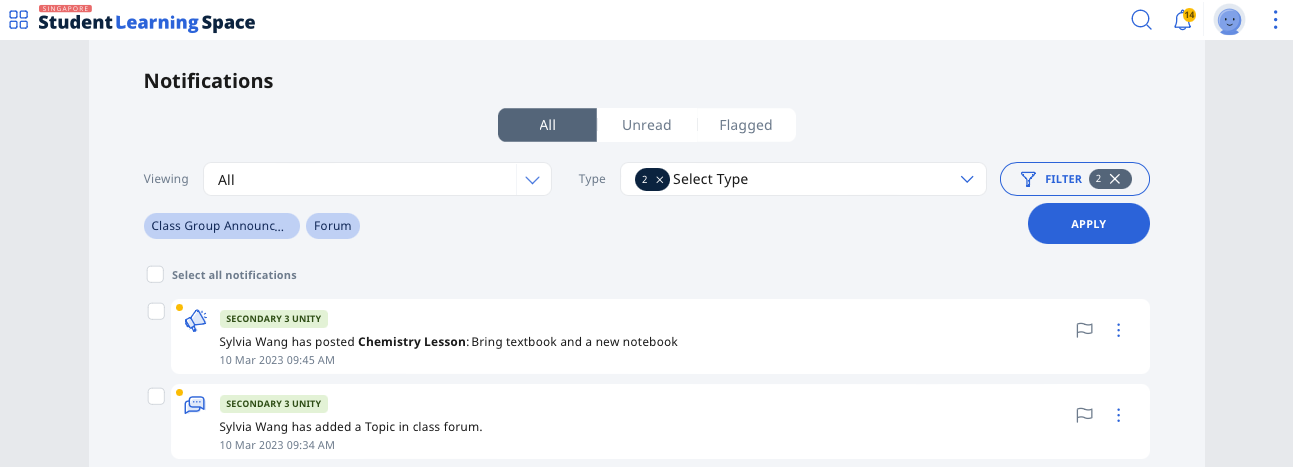 SINGAPORE
Student Learning Space
14
Notifications
All Unread Flagged
Viewing All Type 2 × Select Type FILTER 2 ×
Class Group Announc... Forum
APPLY
Select all notifications
SECONDARY 3 UNITY
Sylvia Wang has posted Chemistry Lesson: Bring textbook and a new notebook
10 Mar 2023 09:45 AM
SECONDARY 3 UNITY
Sylvia Wang has added a Topic in class forum.
10 Mar 2023 09:34 AM